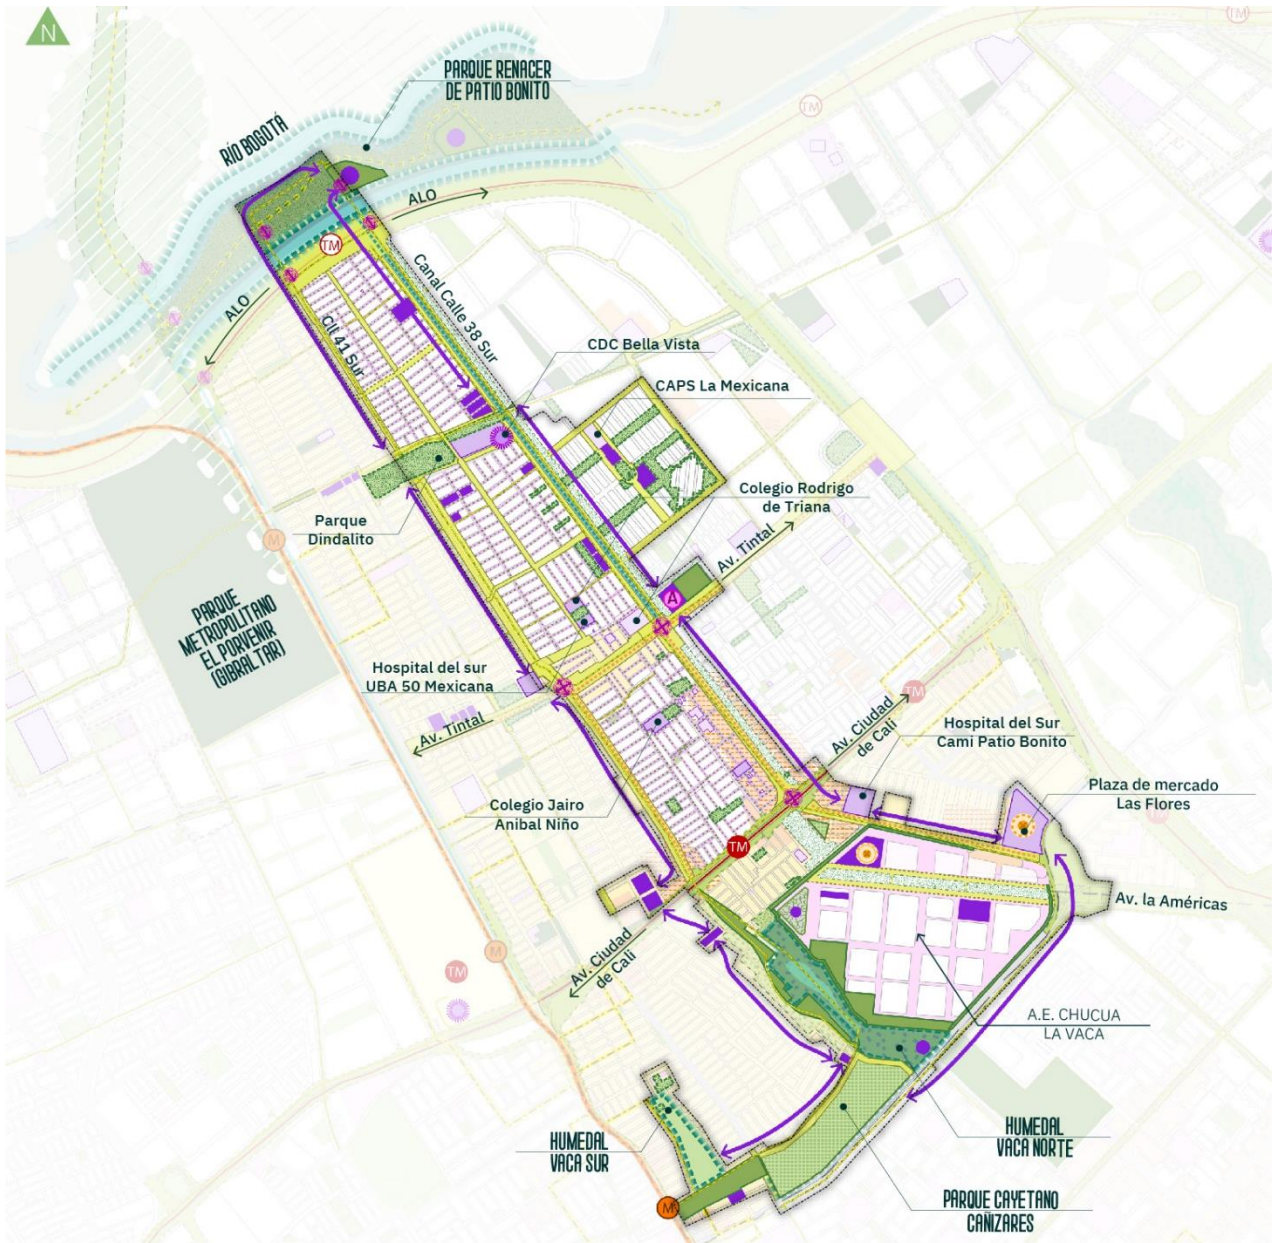 N
TM
PARQUE RENACER
DE PATIO BONITO
TM
RÍO BOGOTÁ
ALO
TM
Canal Calle 38 Sur
ALO
Cll 41 Sur
CDC Bella Vista
CAPS La Mexicana
Colegio Rodrigo
de Triana
Parque
Dindalito
M
Av. Tintal
A
PARQUE
METROPOLITANO
EL PORVENIR
(GIBRALTAR)
Hospital del sur
UBA 50 Mexicana
TM
Av. Tintal
Av. Ciudad
de Cali
Hospital del Sur
Cami Patio Bonito
Plaza de mercado
Las Flores
Colegio Jairo
Anibal Niño
TM
TM
Av. la Américas
M
TM
Av. Ciudad
de Cali
A.E. CHUCUA
LA VACA
HUMEDAL
VACA SUR
HUMEDAL
VACA NORTE
M
PARQUE CAYETANO
CAÑIZARES